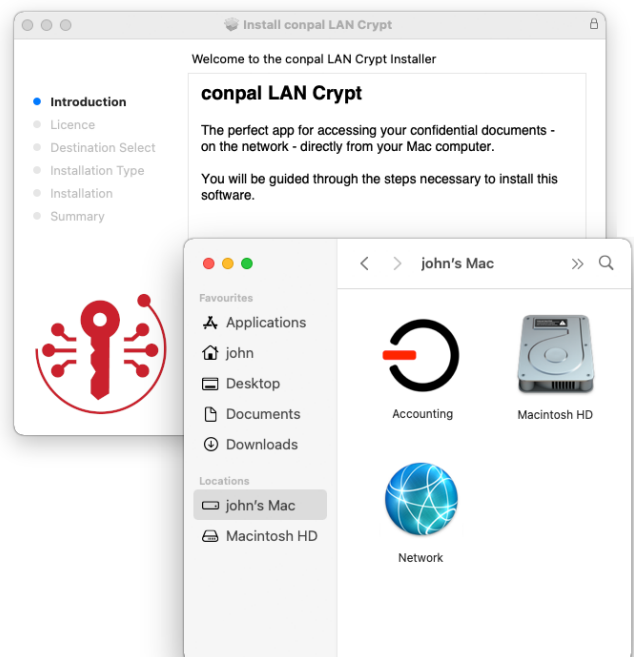 Install conpal LAN Crypt
Welcome to the conpal LAN Crypt Installer
Introduction
Licence
Destination Select
Installation Type
Installation
Summary
conpal LAN Crypt
The perfect app for accessing your confidential documents -
on the network - directly from your Mac computer.
You will be guided through the steps necessary to install this
software.
john's Mac
Favourites
Applications
john
Desktop
Documents
Downloads
Locations
john's Mac
Macintosh HD
Accounting
Macintosh HD
Network